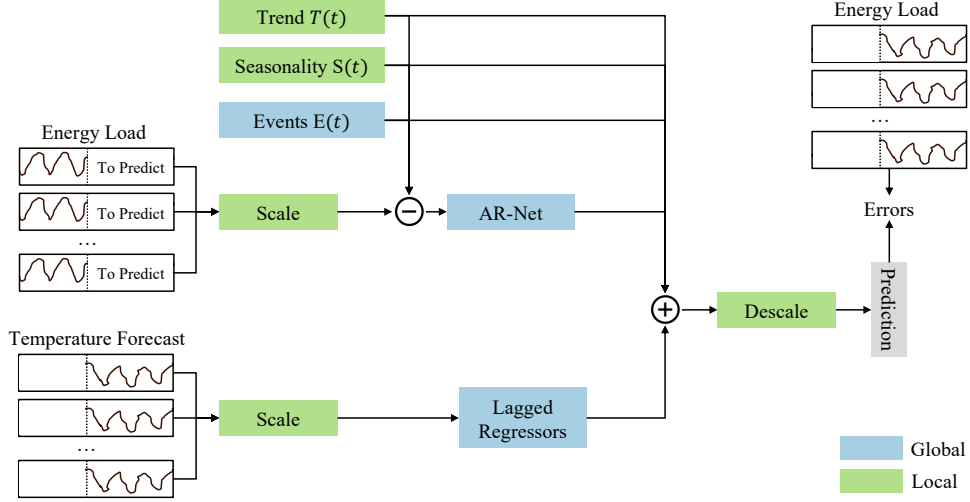 Trend T(t)
Seasonality S(t)
Events E(t)
Energy Load
To Predict
To Predict
...
To Predict
Scale
−
AR-Net
Temperature Forecast
...
Scale
Lagged
Regressors
+
Descale
Prediction
Errors
Energy Load
...
Global
Local